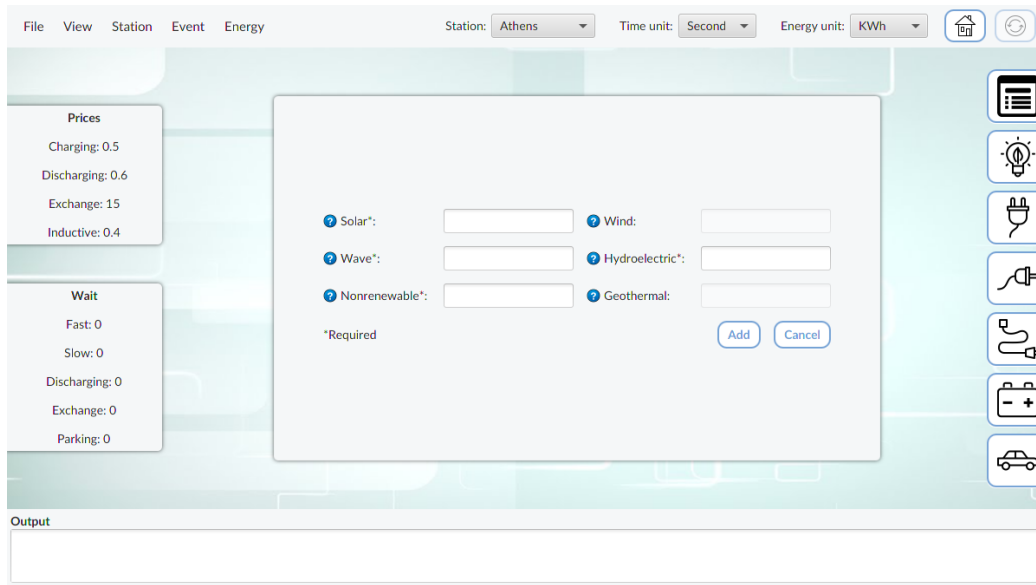 File View Station Event Energy Station: Athens Time unit: Second Energy unit: KWh
Prices
Charging: 0.5
Discharging: 0.6
Exchange: 15
Inductive: 0.4
Wait
Fast: 0
Slow: 0
Discharging: 0
Exchange: 0
Parking: 0
? Solar*: ? Wind:
? Wave*: ? Hydroelectric*:
? Nonrenewable*: ? Geothermal:
*Required Add Cancel
Output